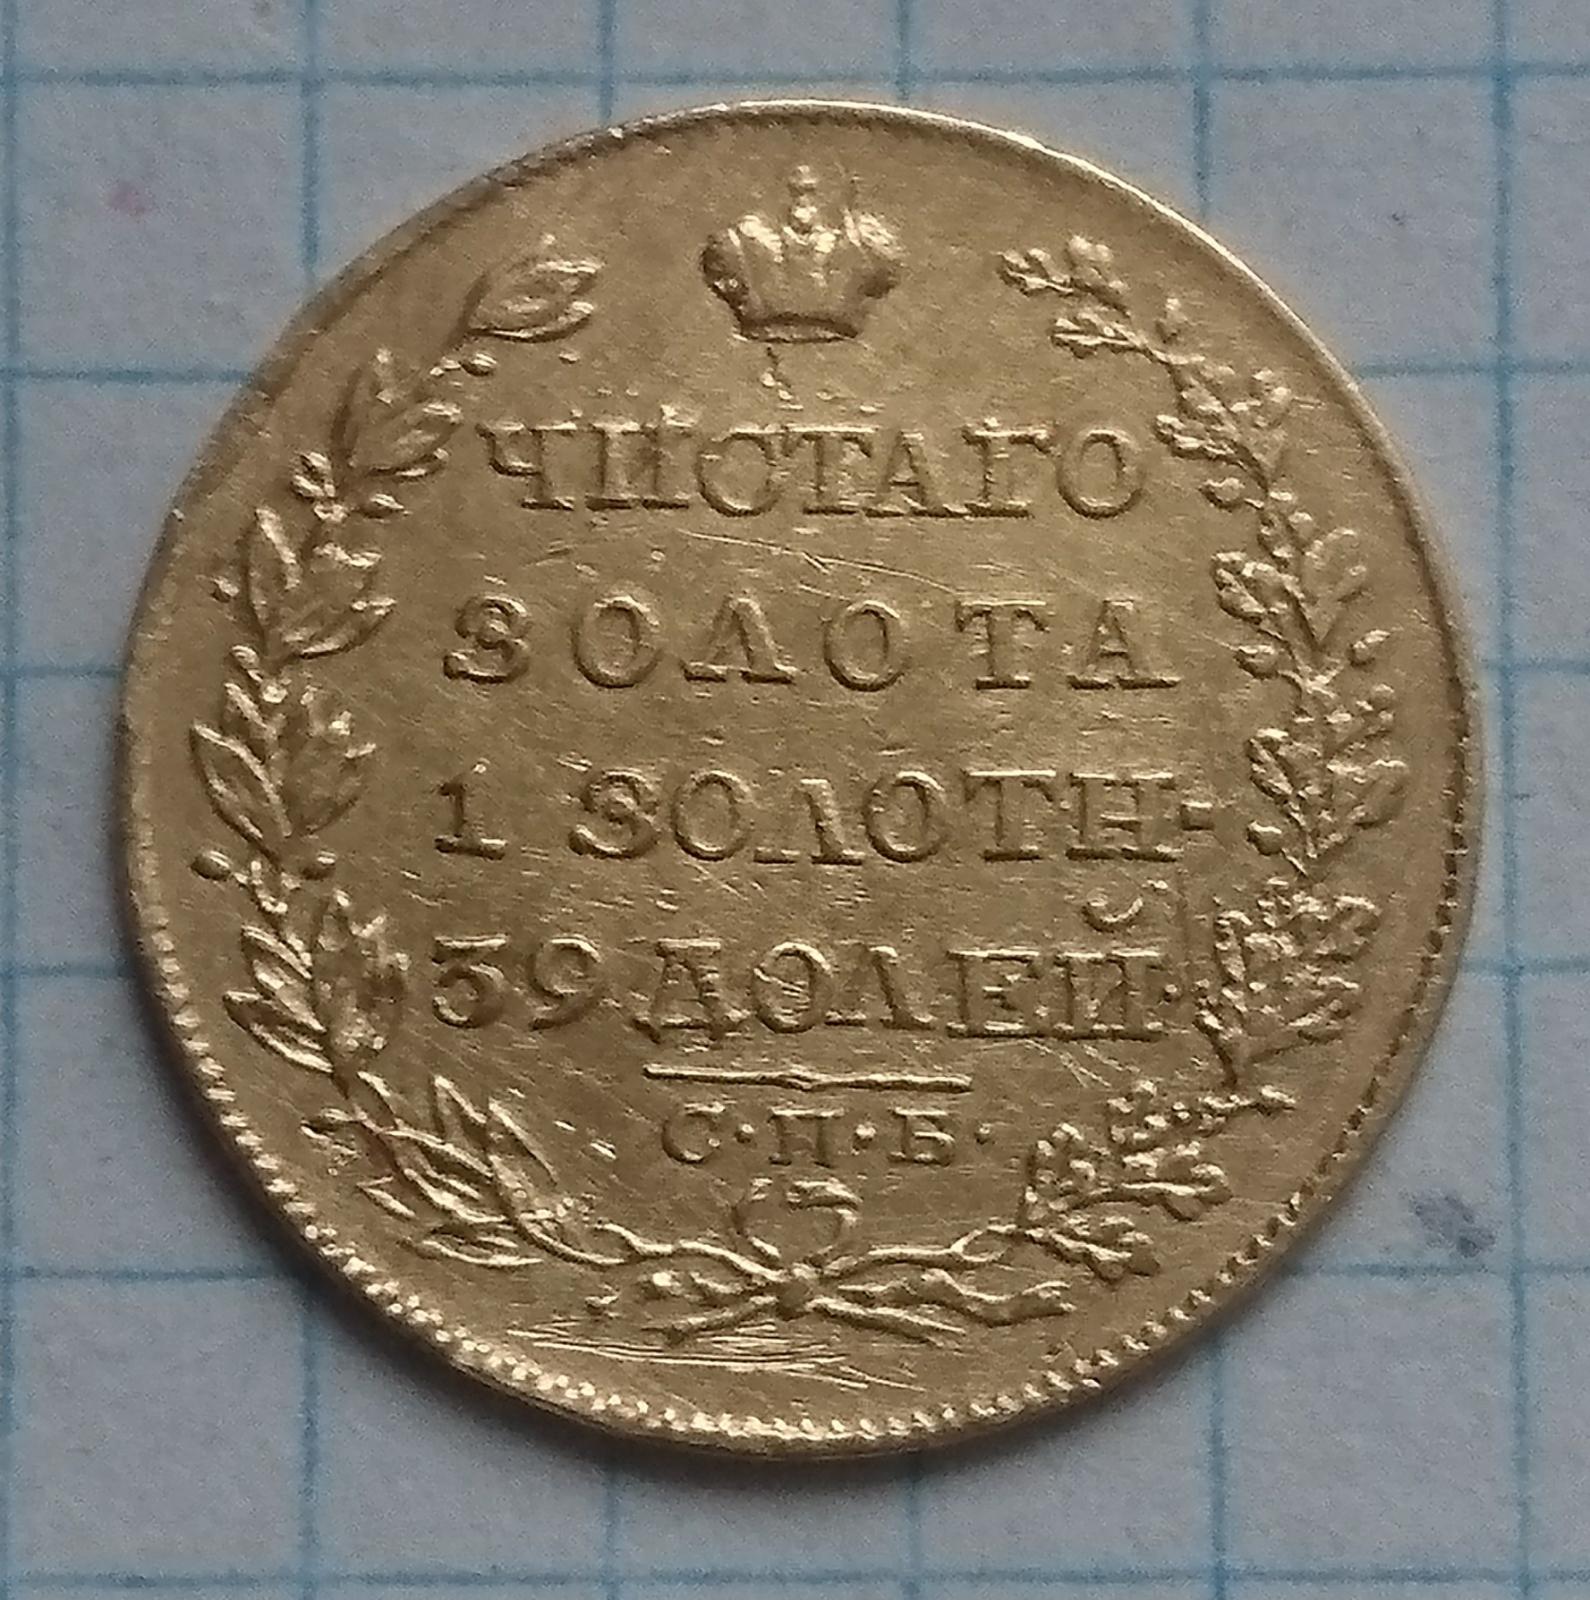 ЧИСТАГО
ЗОЛОТА
1 ЗОЛОТН-
39 ДОЛЕЙ·
С·П·Б·